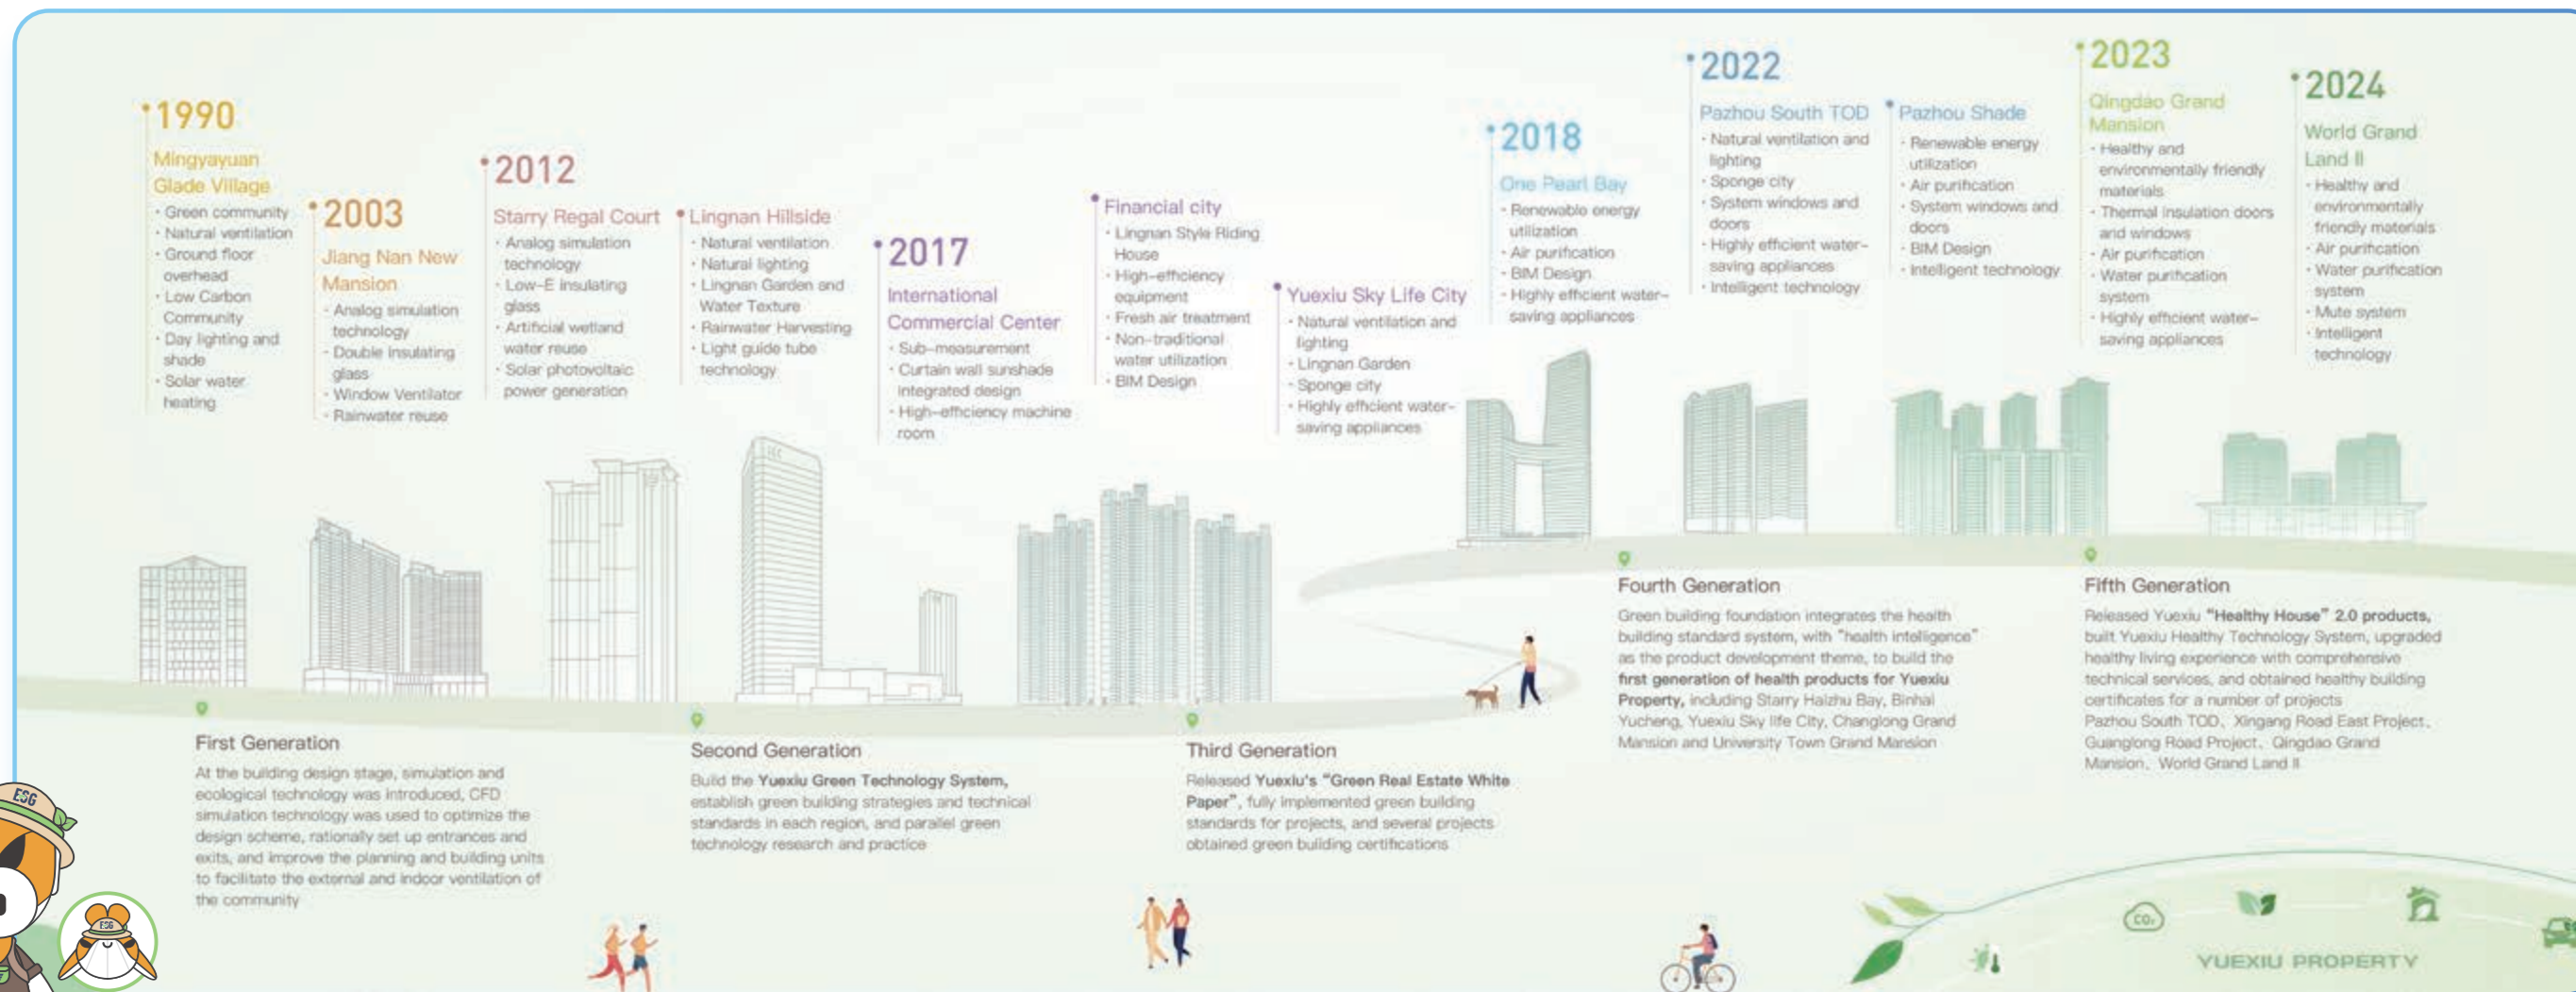 1990
Mingyayuan
Glade Village
· Green community
· Natural ventilation
· Ground floor
overhead
· Low Carbon
Community
· Day lighting and
shade
· Solar water
heating
2003
Jiang Nan New
Mansion
· Analog simulation
technology
· Double insulating
glass
· Window Ventilator
· Rainwater reuse
2012
Starry Regal Court
· Analog simulation
technology
· Low-E insulating
glass
· Artificial wetland
water reuse
· Solar photovoltaic
power generation
Lingnan Hillside
· Natural ventilation
· Natural lighting
· Lingnan Garden and
Water Texture
· Rainwater Harvesting
· Light guide tube
technology
2017
International
Commercial Center
· Sub-measurement
· Curtain wall sunshade
integrated design
· High-efficiency machine
room
Financial city
· Lingnan Style Riding
House
· High-efficiency
equipment
· Fresh air treatment
· Non-traditional
water utilization
· BIM Design
Yuexiu Sky Life City
· Natural ventilation and
lighting
· Lingnan Garden
· Sponge city
· Highly efficient water-
saving appliances
2018
One Pearl Bay
· Renewable energy
utilization
· Air purification
· BIM Design
· Highly efficient water-
saving appliances
2022
Pazhou South TOD
· Natural ventilation and
lighting
· Sponge city
· System windows and
doors
· Highly efficient water-
saving appliances
· Intelligent technology
Pazhou Shade
· Renewable energy
utilization
· Air purification
· System windows and
doors
· BIM Design
· Intelligent technology
2023
Qingdao Grand
Mansion
· Healthy and
environmentally friendly
materials
· Thermal insulation doors
and windows
· Air purification
· Water purification
system
· Highly efficient water-
saving appliances
2024
World Grand
Land II
· Healthy and
environmentally
friendly materials
· Air purification
· Water purification
system
· Mute system
· Intelligent
technology
First Generation
At the building design stage, simulation and
ecological technology was introduced, CFD
simulation technology was used to optimize the
design scheme, rationally set up entrances and
exits, and improve the planning and building units
to facilitate the external and indoor ventilation of
the community
Second Generation
Build the Yuexiu Green Technology System,
establish green building strategies and technical
standards in each region, and parallel green
technology research and practice
Third Generation
Released Yuexiu's "Green Real Estate White
Paper", fully implemented green building
standards for projects, and several projects
obtained green building certifications
Fourth Generation
Green building foundation integrates the health
building standard system, with "health intelligence"
as the product development theme, to build the
first generation of health products for Yuexiu
Property, including Starry Haizhu Bay, Binhai
Yucheng, Yuexiu Sky life City, Changlong Grand
Mansion and University Town Grand Mansion
Fifth Generation
Released Yuexiu "Healthy House" 2.0 products,
built Yuexiu Healthy Technology System, upgraded
healthy living experience with comprehensive
technical services, and obtained healthy building
certificates for a number of projects
Pazhou South TOD、Xingang Road East Project、
Guanglong Road Project、Qingdao Grand
Mansion、World Grand Land II
ESG
ESG
CO₂
YUEXIU PROPERTY